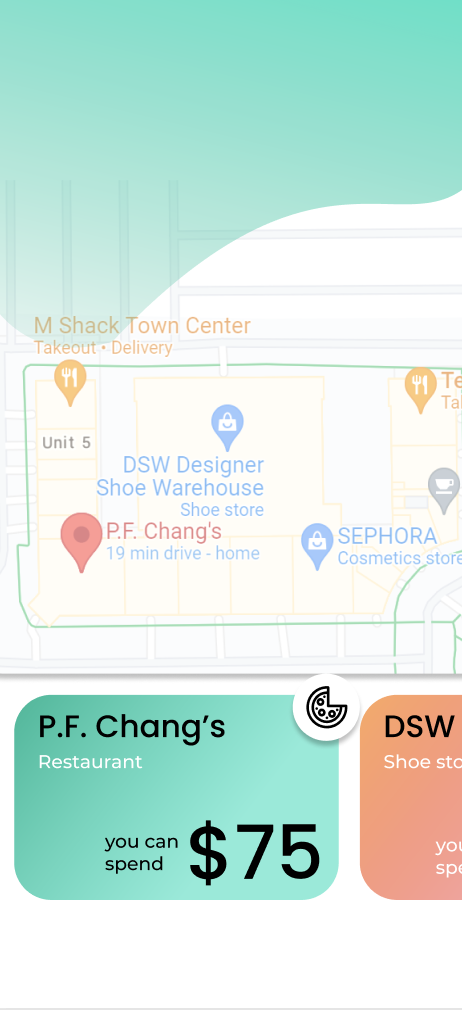 M Shack Town Center
Takeout • Delivery
Te
Ta
Unit 5
DSW Designer
Shoe Warehouse
Shoe store
P.F. Chang's
19 min drive - home
SEPHORA
Cosmetics store
P.F. Chang’s
Restaurant
you can
spend
$75
DSW
Shoe sto
you
spe